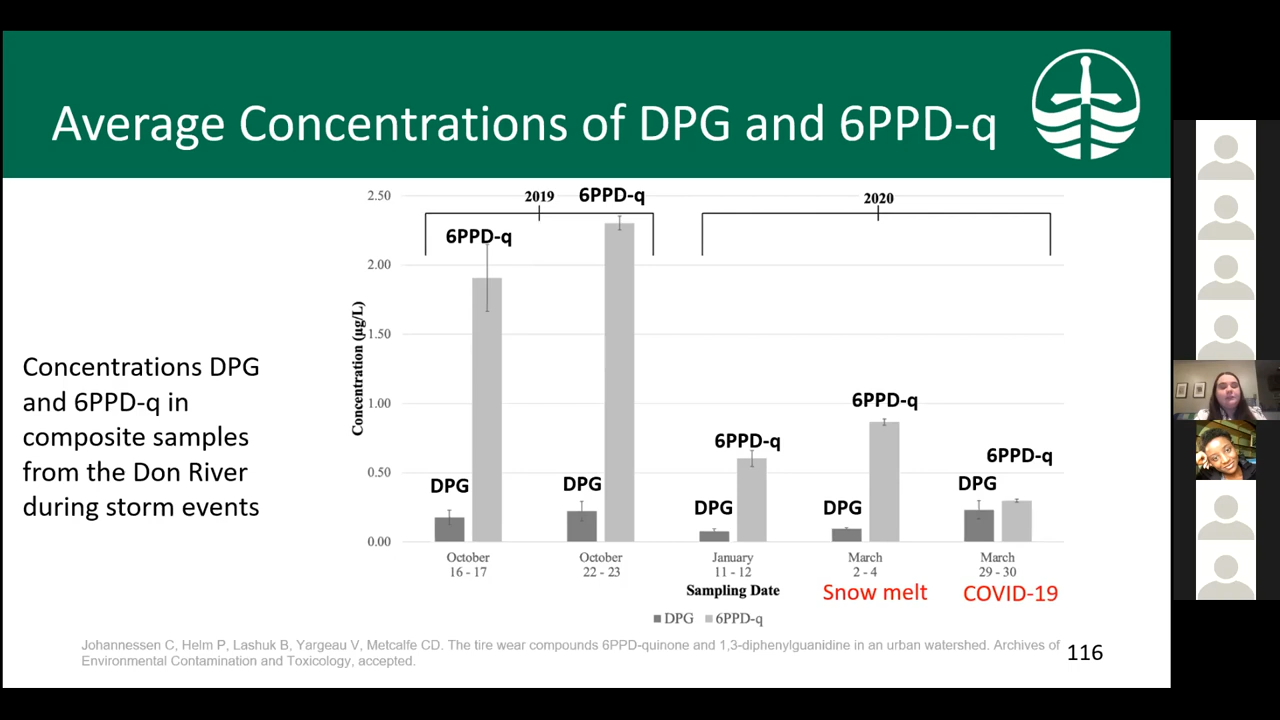 Average Concentrations of DPG and 6PPD-q
Concentrations DPG
and 6PPD-q in
composite samples
from the Don River
during storm events
2019
2020
6PPD-q
6PPD-q
6PPD-q
6PPD-q
6PPD-q
DPG
DPG
DPG
DPG
DPG
Concentration (µg/L)
2.50
2.00
1.50
1.00
0.50
0.00
October
16 - 17
October
22 - 23
January
11 - 12
March
2 - 4
March
29 - 30
Sampling Date
Snow melt
COVID-19
DPG 6PPD-q
Johannessen C, Helm P, Lashuk B, Yargeau V, Metcalfe CD. The tire wear compounds 6PPD-quinone and 1,3-diphenylguanidine in an urban watershed. Archives of
Environmental Contamination and Toxicology, accepted.
116